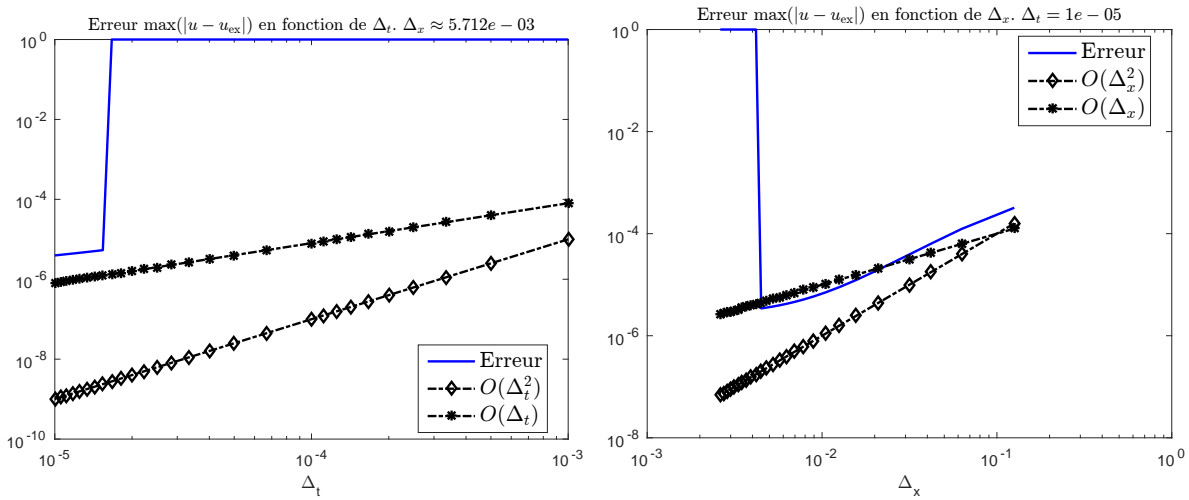 Erreur max(|u − u_ex|) en fonction de Δ_t. Δ_x ≈ 5.712e − 03
10^0
10^-2
10^-4
10^-6
10^-8
10^-10
Erreur
O(Δ_t^2)
O(Δ_t)
10^-5
10^-4
10^-3
Δ_t
Erreur max(|u − u_ex|) en fonction de Δ_x. Δ_t = 1e − 05
10^0
10^-2
10^-4
10^-6
10^-8
Erreur
O(Δ_x^2)
O(Δ_x)
10^-3
10^-2
10^-1
10^0
Δ_x